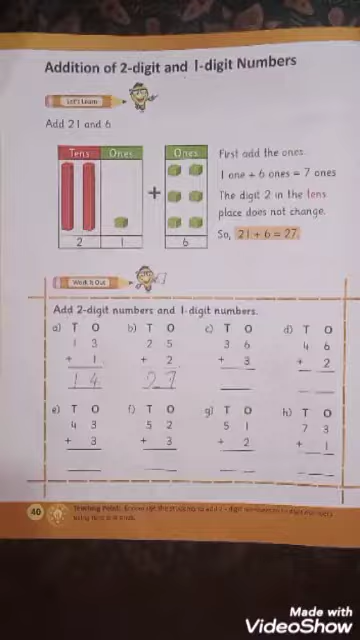 Addition of 2-digit and 1-digit Numbers
Let's Learn
Add 21 and 6.
Tens Ones Ones
+
2 1 6
First add the ones.
1 one + 6 ones = 7 ones
The digit 2 in the tens
place does not change.
So, 21 + 6 = 27.
Work It Out
Add 2-digit numbers and 1-digit numbers.
a) T O b) T O c) T O d) T O
1 3 2 5 3 6 4 6
+ 1 + 2 + 3 + 2
1 4 2 7
e) T O f) T O g) T O h) T O
4 3 5 2 5 1 7 3
+ 3 + 3 + 2 + 1
40
Teaching Point:
Made with
VideoShow